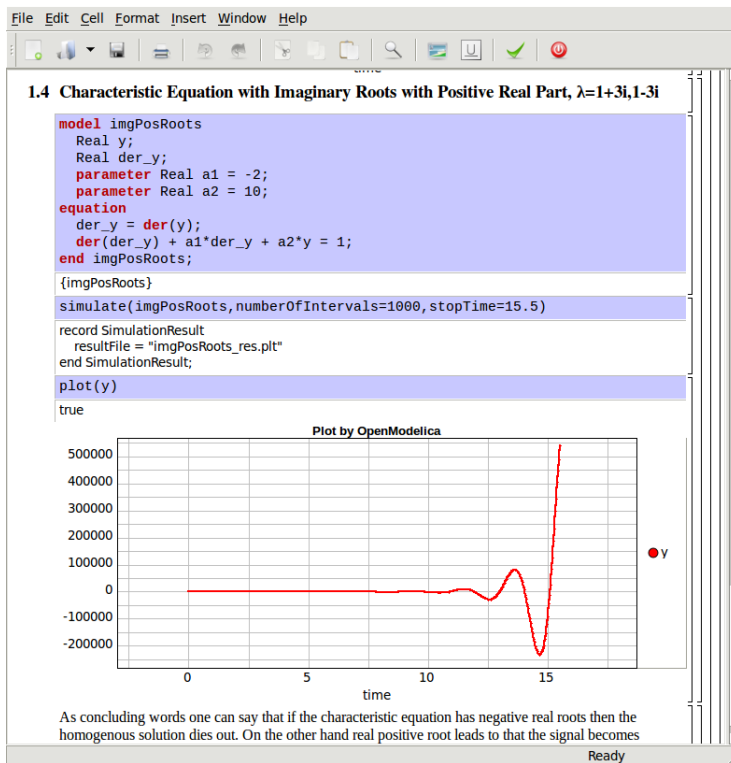 File Edit Cell Format Insert Window Help
time
1.4 Characteristic Equation with Imaginary Roots with Positive Real Part, λ=1+3i,1-3i
model imgPosRoots
Real y;
Real der_y;
parameter Real a1 = -2;
parameter Real a2 = 10;
equation
der_y = der(y);
der(der_y) + a1*der_y + a2*y = 1;
end imgPosRoots;
{imgPosRoots}
simulate(imgPosRoots,numberOfIntervals=1000,stopTime=15.5)
record SimulationResult
resultFile = "imgPosRoots_res.plt"
end SimulationResult;
plot(y)
true
Plot by OpenModelica
500000
400000
300000
200000
100000
0
-100000
-200000
y
0 5 10 15
time
As concluding words one can say that if the characteristic equation has negative real roots then the
homogenous solution dies out. On the other hand real positive root leads to that the signal becomes
Ready